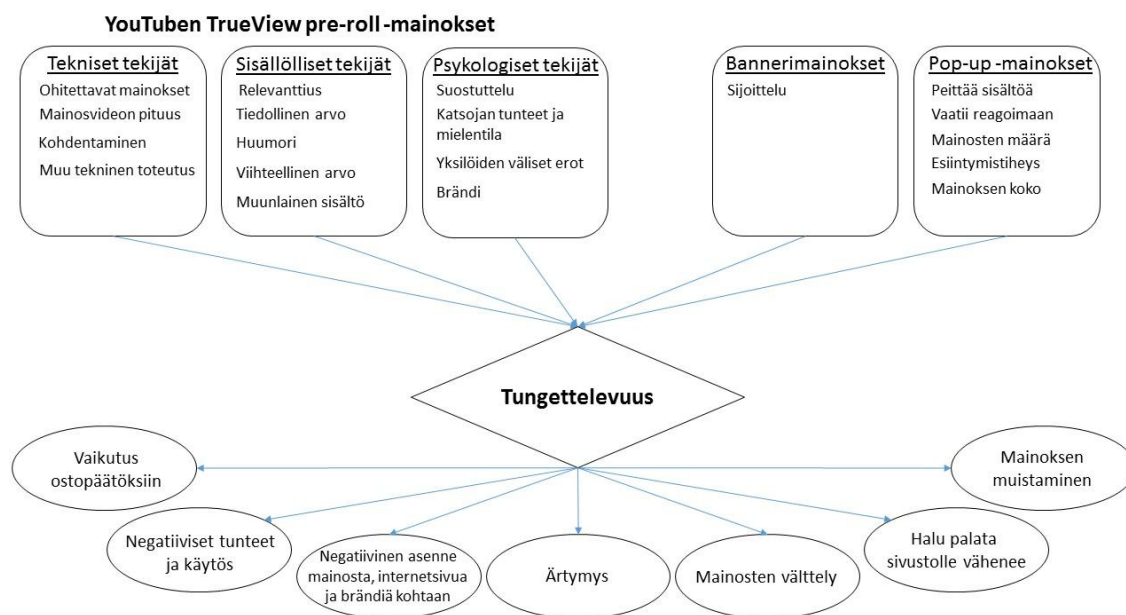 YouTuben TrueView pre-roll -mainokset
Tekniset tekijät
Ohitettavat mainokset
Mainosvideon pituus
Kohdentaminen
Muu tekninen toteutus
Sisällölliset tekijät
Relevanttius
Tiedollinen arvo
Huumori
Viihteellinen arvo
Muunlainen sisältö
Psykologiset tekijät
Suostuttelu
Katsojan tunteet ja
mielentila
Yksilöiden väliset erot
Brändi
Bannerimainokset
Sijoittelu
Pop-up -mainokset
Peittää sisältöä
Vaatii reagoimaan
Mainosten määrä
Esiintymistiheys
Mainoksen koko
Tungettelevuus
Vaikutus
ostopäätöksiin
Negatiiviset tunteet
ja käytös
Negatiivinen asenne
mainosta, internetsivua
ja brändiä kohtaan
Ärtymys
Mainosten välttely
Halu palata
sivustolle vähenee
Mainoksen
muistaminen